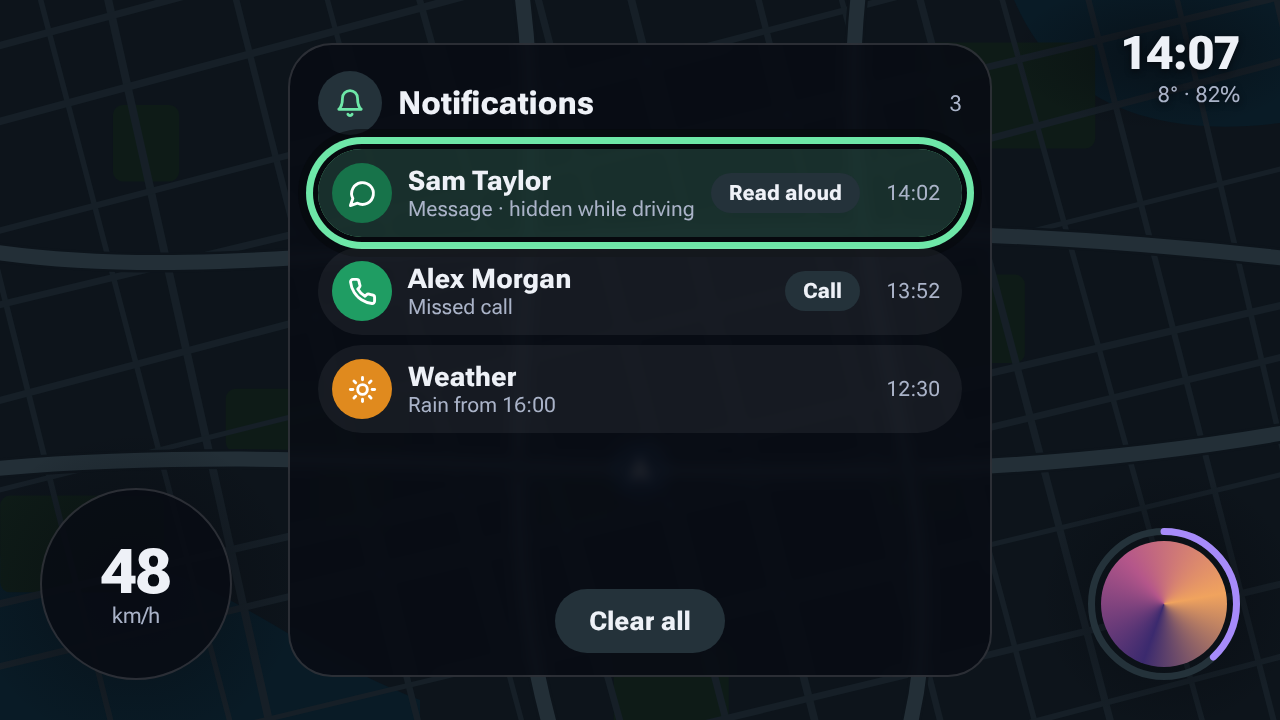 14:07
8° · 82%
Notifications
3
Sam Taylor
Message · hidden while driving
Read aloud
14:02
Alex Morgan
Missed call
Call
13:52
Weather
Rain from 16:00
12:30
48
km/h
Clear all